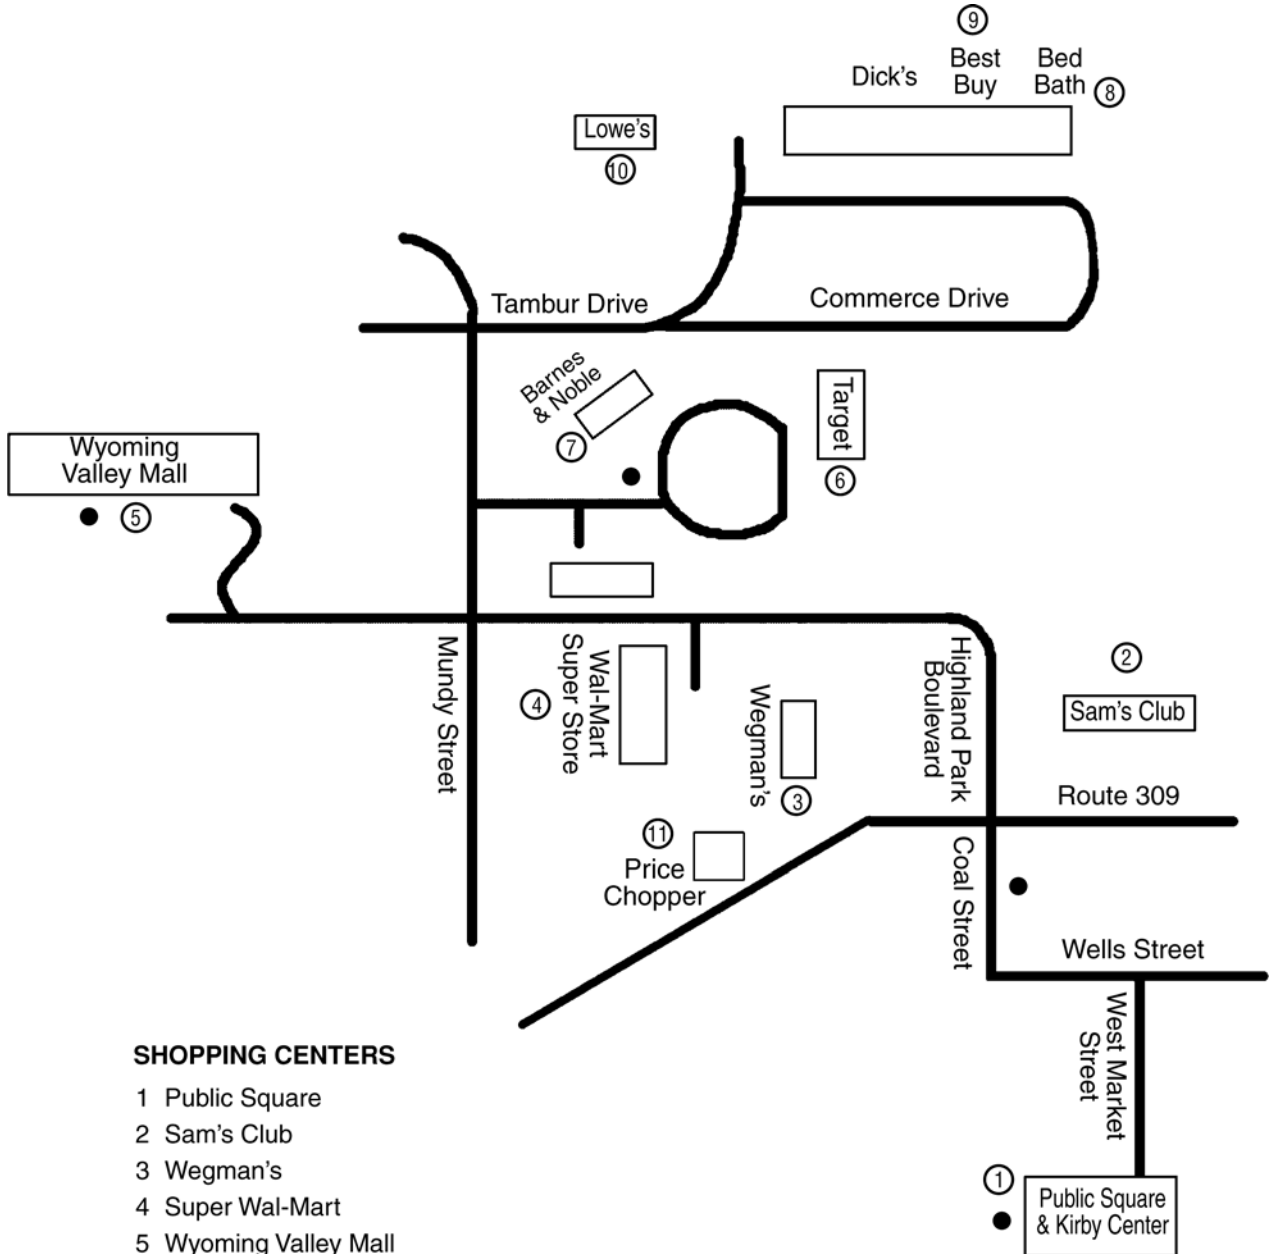 9
Best
Buy
Bed
Bath
8
Dick's
Lowe's
10
Tambur Drive
Commerce Drive
Barnes
& Noble
7
Target
6
Wyoming
Valley Mall
5
Mundy Street
Wal-Mart
Super Store
4
Wegman's
3
Highland Park
Boulevard
2
Sam's Club
Route 309
11
Price
Chopper
Coal Street
Wells Street
West Market
Street
1
Public Square
& Kirby Center
SHOPPING CENTERS
1 Public Square
2 Sam's Club
3 Wegman's
4 Super Wal-Mart
5 Wyoming Valley Mall